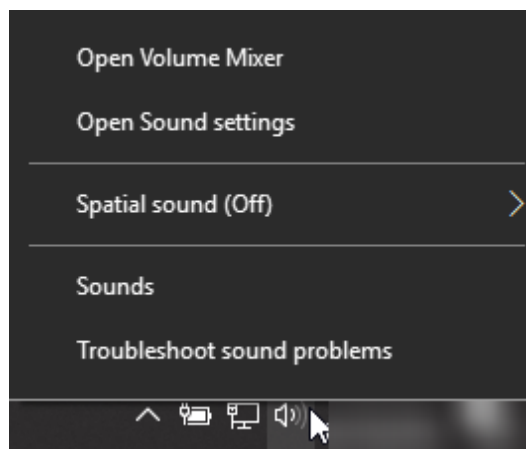 Open Volume Mixer
Open Sound settings
Spatial sound (Off)
Sounds
Troubleshoot sound problems